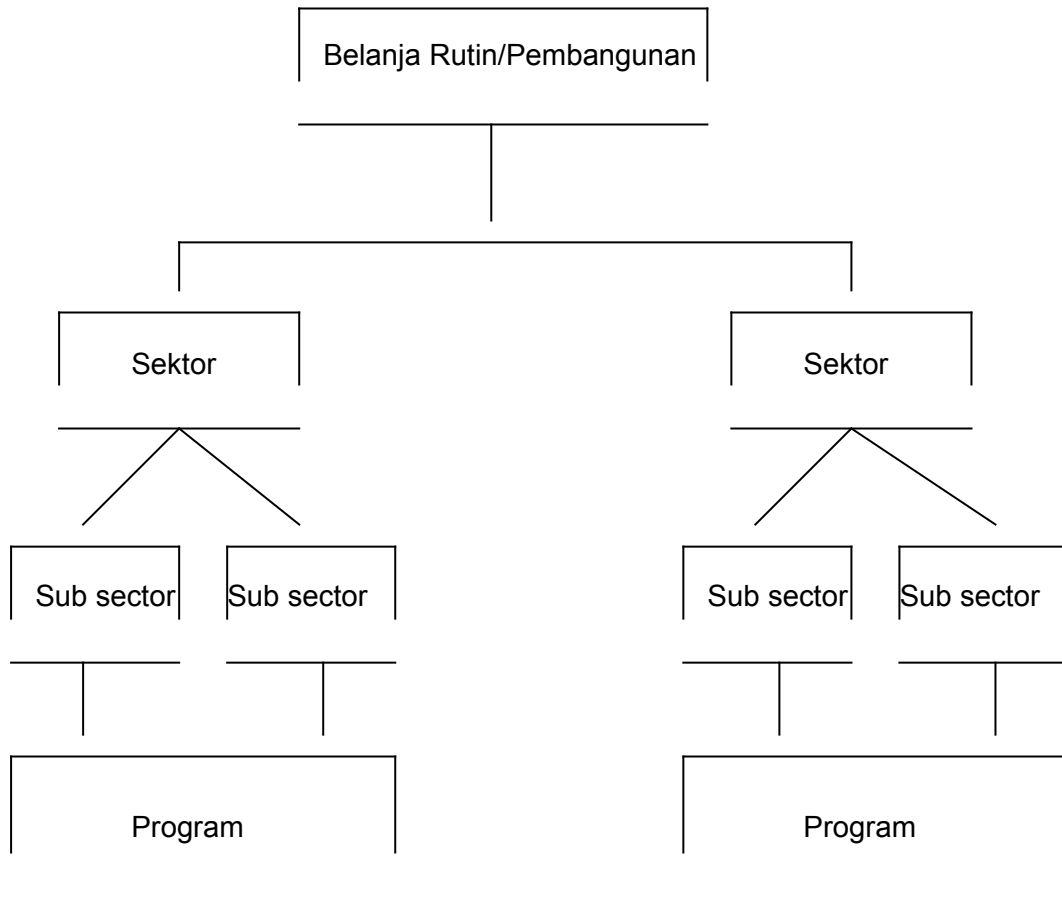 Belanja Rutin/Pembangunan
Sektor Sektor
Sub sector Sub sector Sub sector Sub sector
Program Program